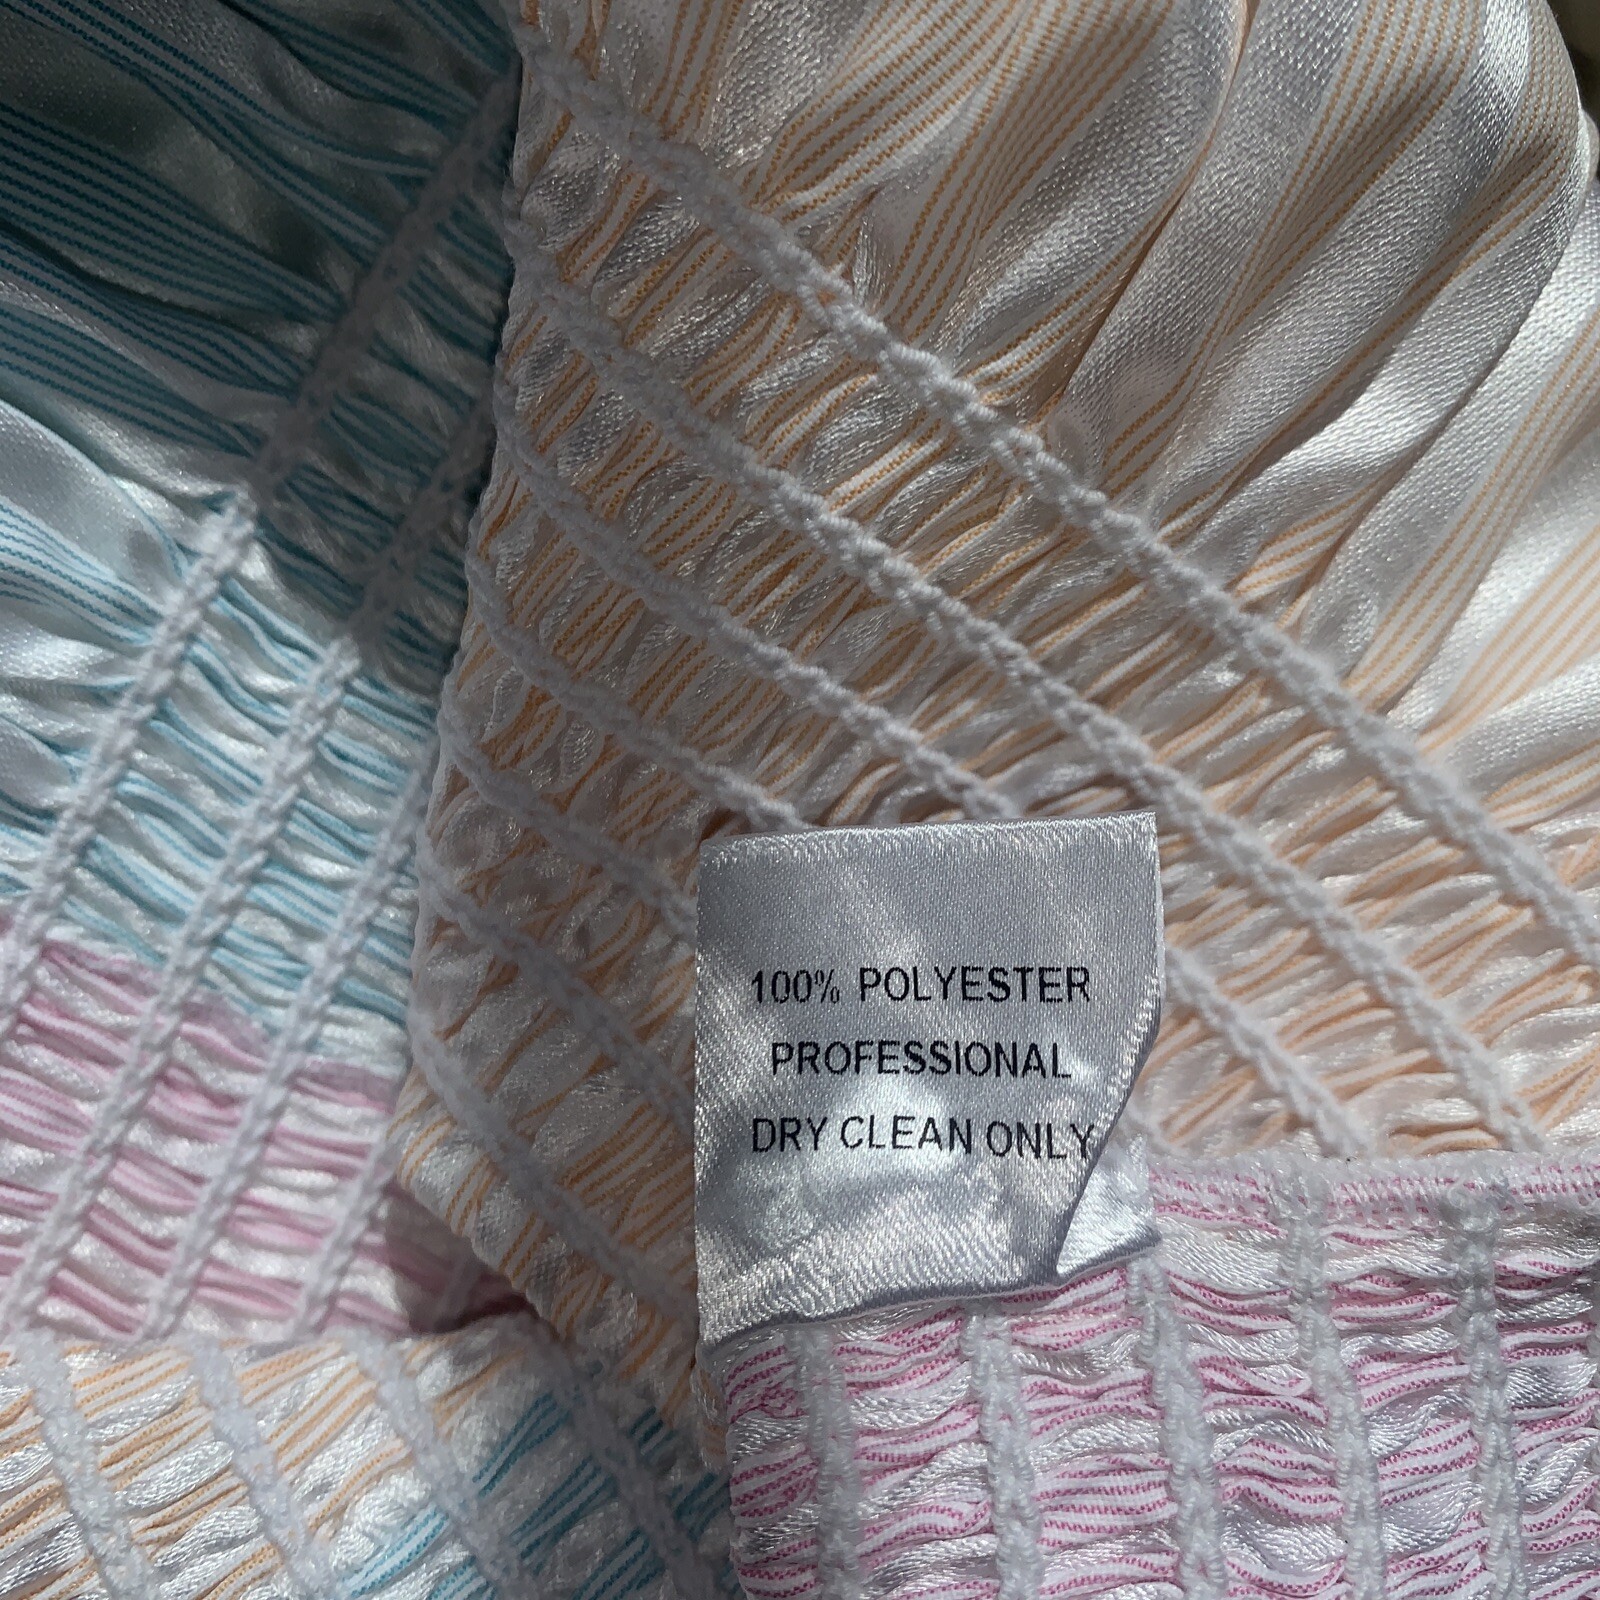 100% POLYESTER
PROFESSIONAL
DRY CLEAN ONLY